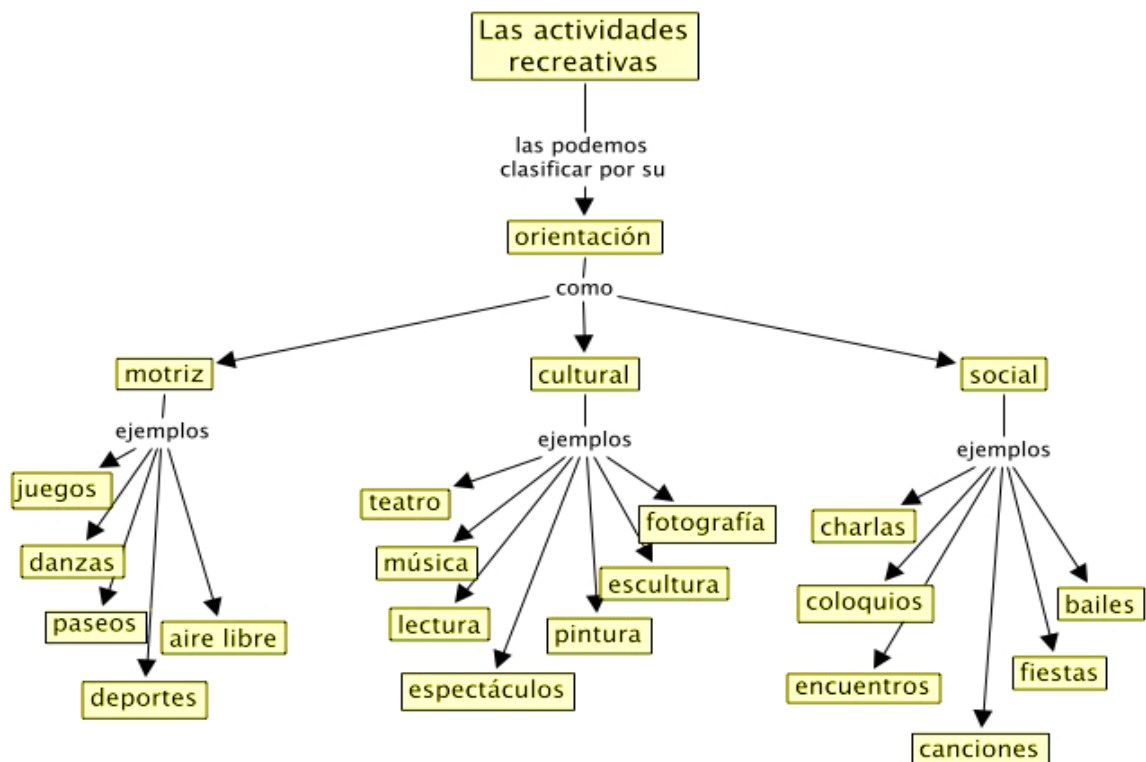 Las actividades
recreativas
las podemos
clasificar por su
orientación
como
motriz
cultural
social
ejemplos
ejemplos
ejemplos
juegos
danzas
paseos
aire libre
deportes
teatro
fotografía
música
escultura
lectura
pintura
espectáculos
charlas
coloquios
bailes
encuentros
fiestas
canciones